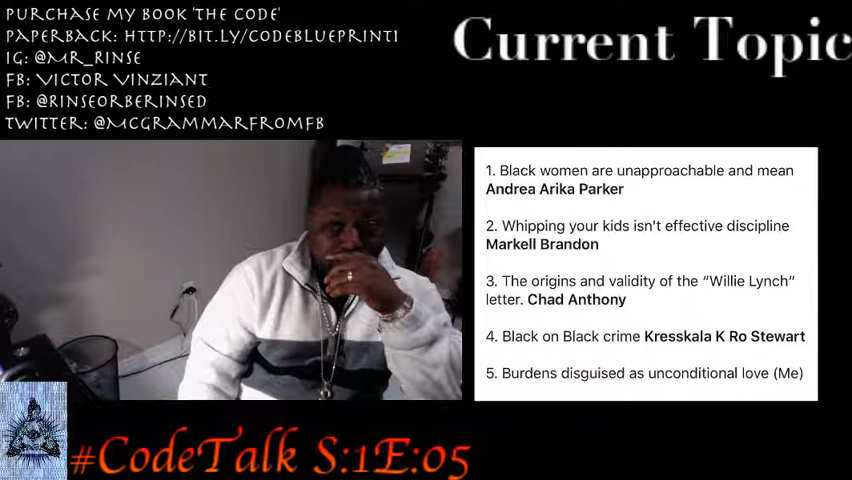 PURCHASE MY BOOK 'THE CODE'
PAPERBACK: HTTP://BIT.LY/CODEBLUEPRINT1
IG: @MR_RINSE
FB: VICTOR VINZIANT
FB: @RINSEORBERINSED
TWITTER: @MCGRAMMARFROMFB
Current Topic
1. Black women are unapproachable and mean
Andrea Arika Parker
2. Whipping your kids isn't effective discipline
Markell Brandon
3. The origins and validity of the “Willie Lynch”
letter. Chad Anthony
4. Black on Black crime Kresskala K Ro Stewart
5. Burdens disguised as unconditional love (Me)
#CodeTalk S:1E:05